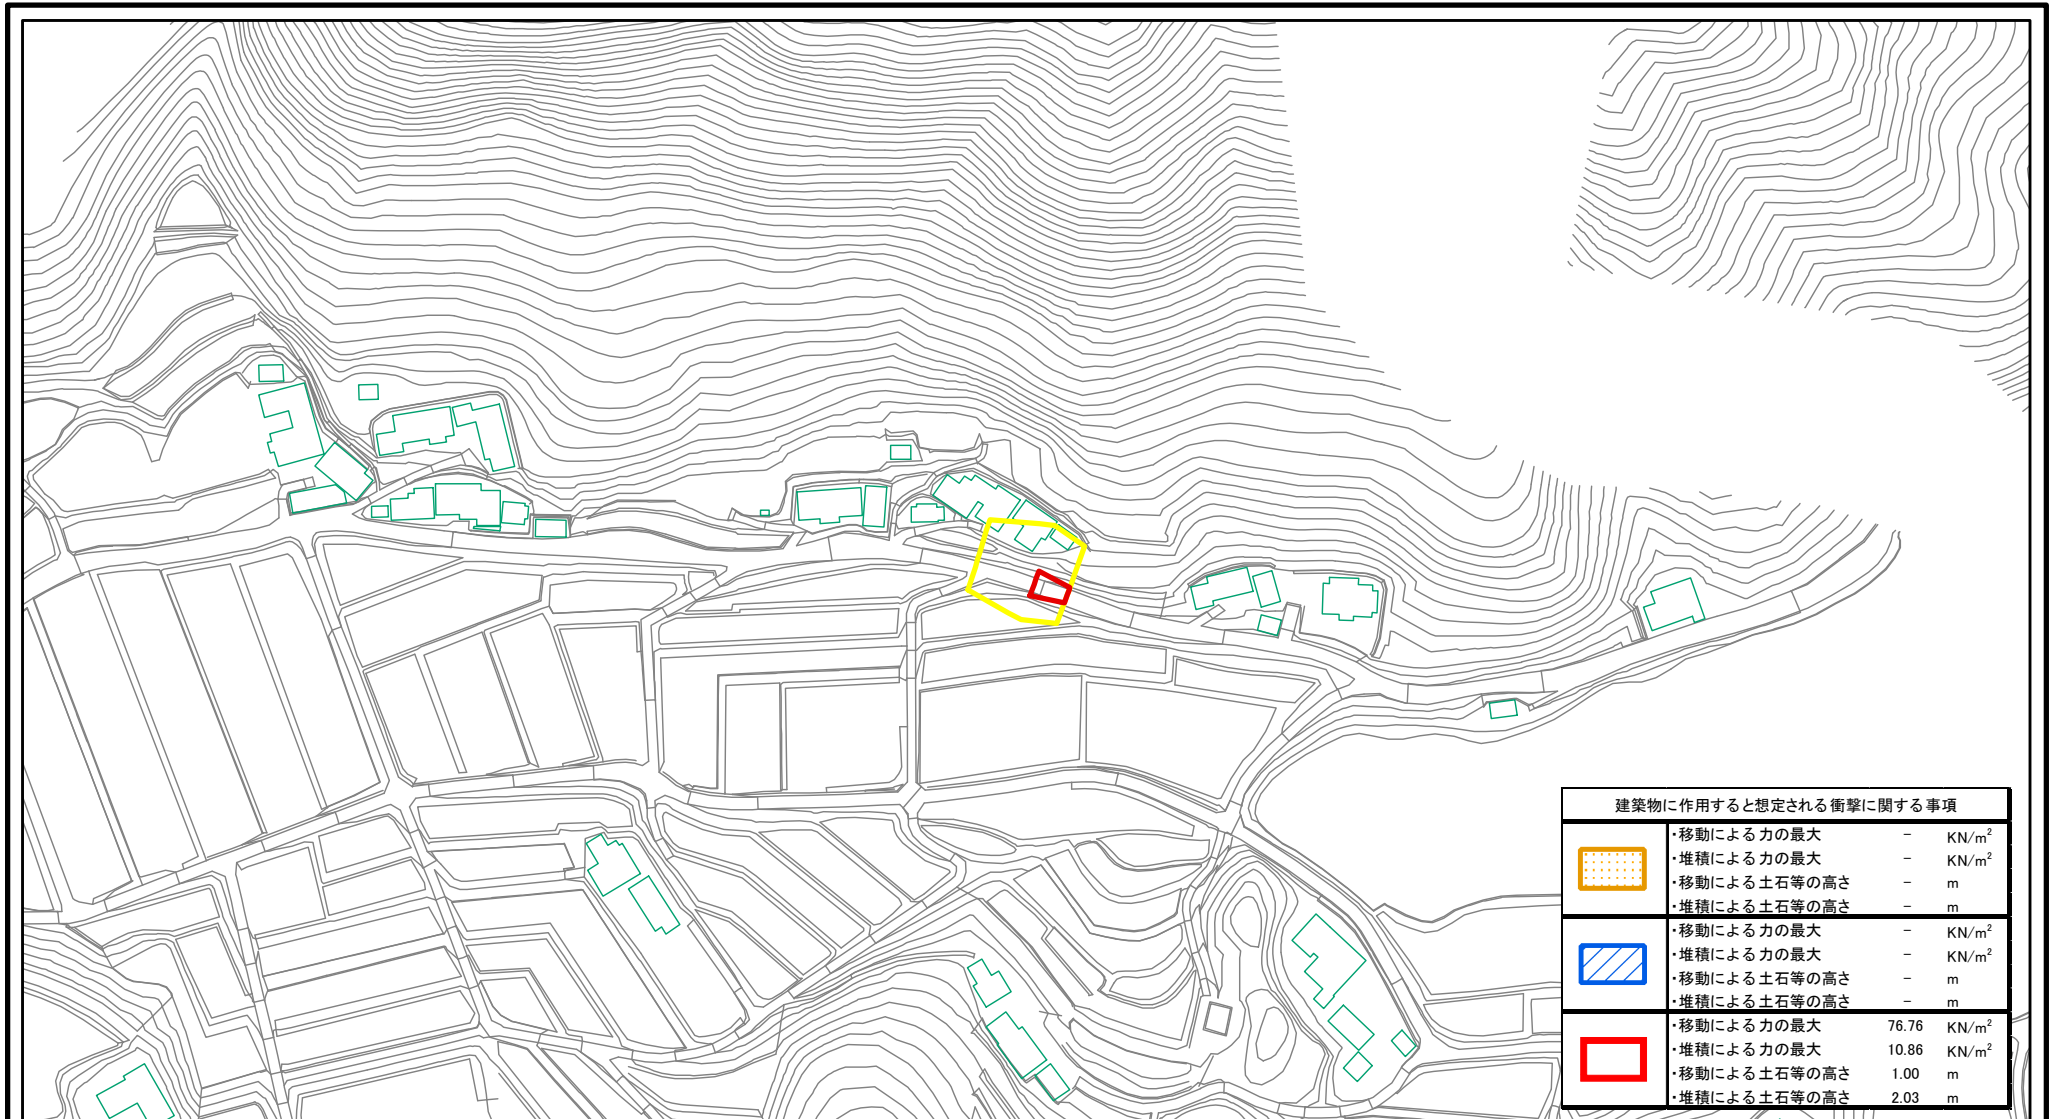 建築物に作用すると想定される衝撃に関する事項
・移動による力の最大 － KN/m²
・堆積による力の最大 － KN/m²
・移動による土石等の高さ － m
・堆積による土石等の高さ － m
・移動による力の最大 － KN/m²
・堆積による力の最大 － KN/m²
・移動による土石等の高さ － m
・堆積による土石等の高さ － m
・移動による力の最大 76.76 KN/m²
・堆積による力の最大 10.86 KN/m²
・移動による土石等の高さ 1.00 m
・堆積による土石等の高さ 2.03 m